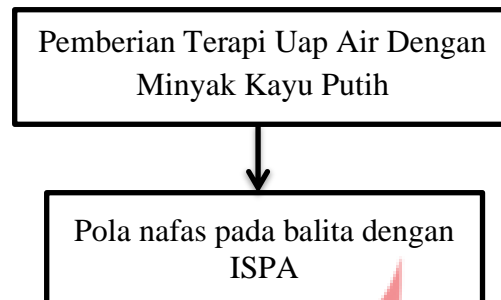 Pemberian Terapi Uap Air Dengan
Minyak Kayu Putih
Pola nafas pada balita dengan
ISPA